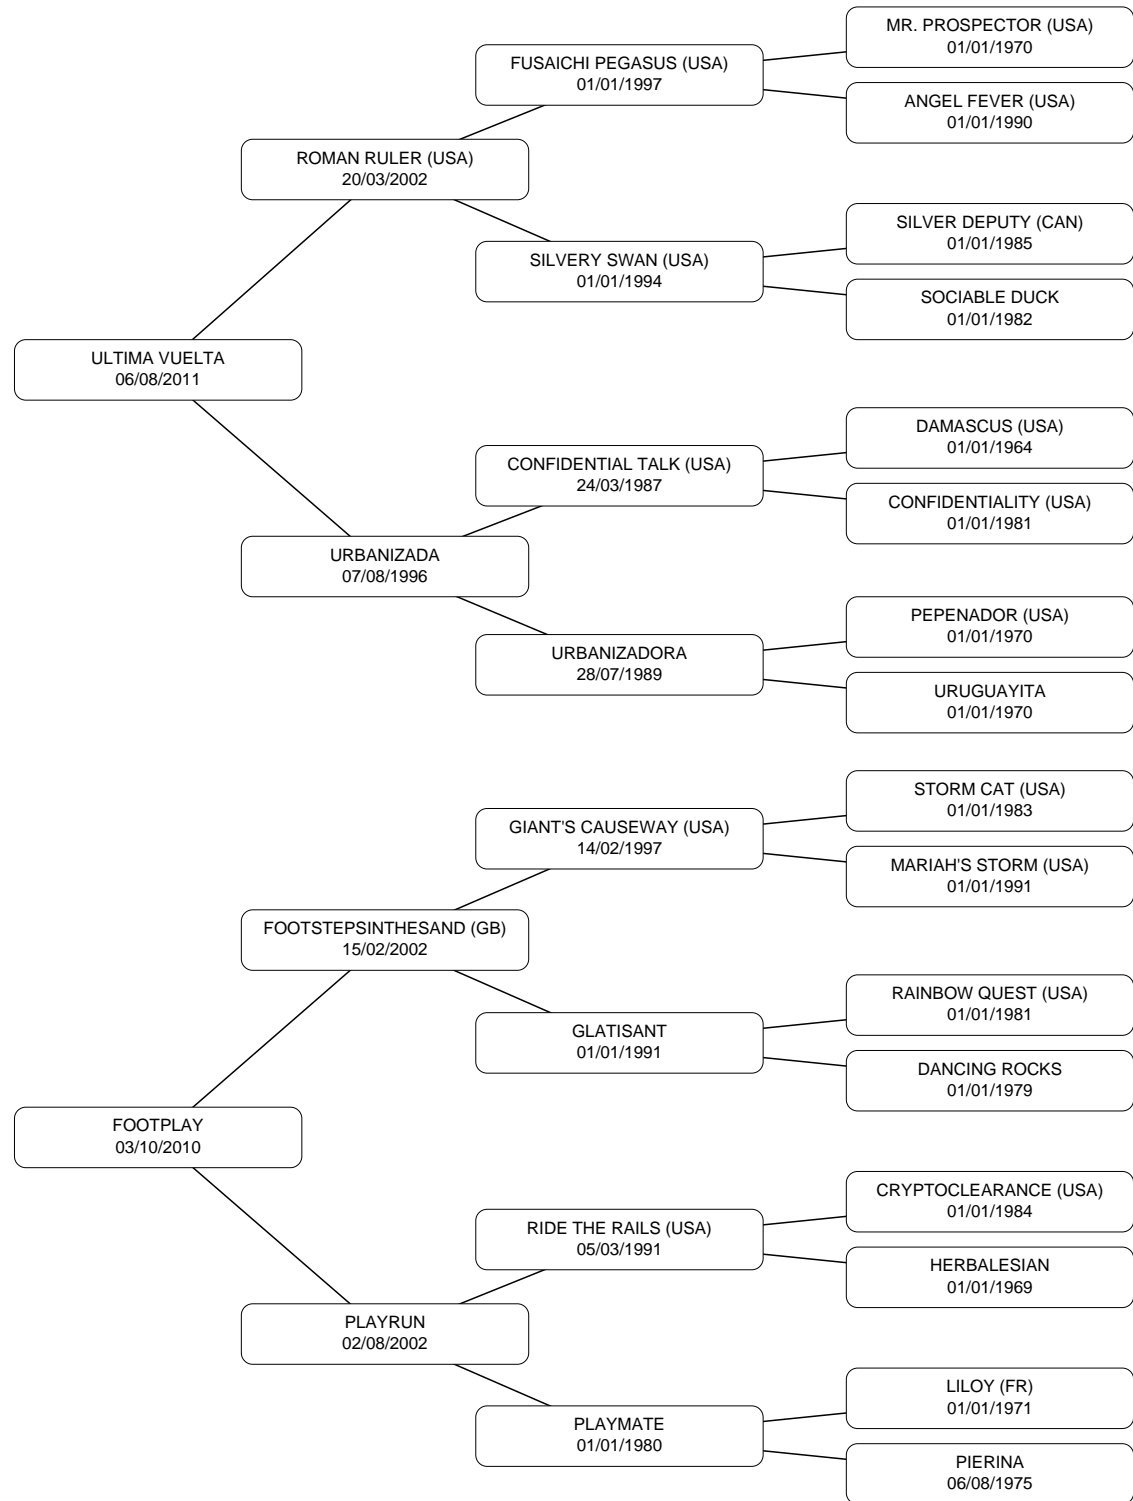 MR. PROSPECTOR (USA)
01/01/1970
FUSAICHI PEGASUS (USA)
01/01/1997
ANGEL FEVER (USA)
01/01/1990
ROMAN RULER (USA)
20/03/2002
SILVER DEPUTY (CAN)
01/01/1985
SILVERY SWAN (USA)
01/01/1994
SOCIABLE DUCK
01/01/1982
ULTIMA VUELTA
06/08/2011
DAMASCUS (USA)
01/01/1964
CONFIDENTIAL TALK (USA)
24/03/1987
CONFIDENTIALITY (USA)
01/01/1981
URBANIZADA
07/08/1996
PEPENADOR (USA)
01/01/1970
URBANIZADORA
28/07/1989
URUGUAYITA
01/01/1970
STORM CAT (USA)
01/01/1983
GIANT'S CAUSEWAY (USA)
14/02/1997
MARIAH'S STORM (USA)
01/01/1991
FOOTSTEPSINTHESAND (GB)
15/02/2002
RAINBOW QUEST (USA)
01/01/1981
GLATISANT
01/01/1991
DANCING ROCKS
01/01/1979
FOOTPLAY
03/10/2010
CRYPTOCLEARANCE (USA)
01/01/1984
RIDE THE RAILS (USA)
05/03/1991
HERBALESIAN
01/01/1969
PLAYRUN
02/08/2002
LILOY (FR)
01/01/1971
PLAYMATE
01/01/1980
PIERINA
06/08/1975